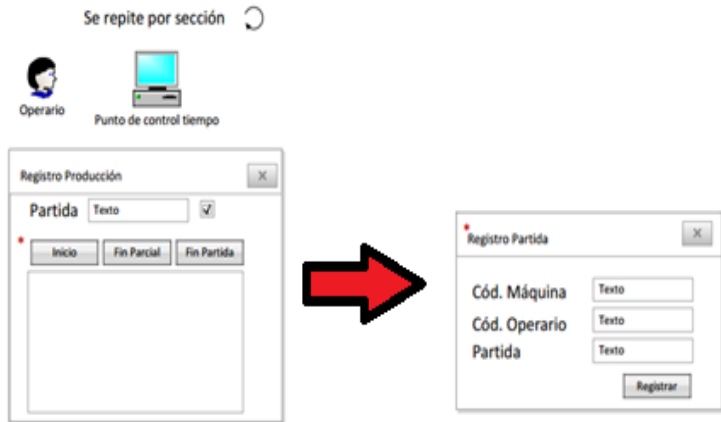 Se repite por sección
Operario
Punto de control tiempo
Registro Producción
X
Partida Texto
* Inicio Fin Parcial Fin Partida
* Registro Partida
X
Cód. Máquina Texto
Cód. Operario Texto
Partida Texto
Registrar